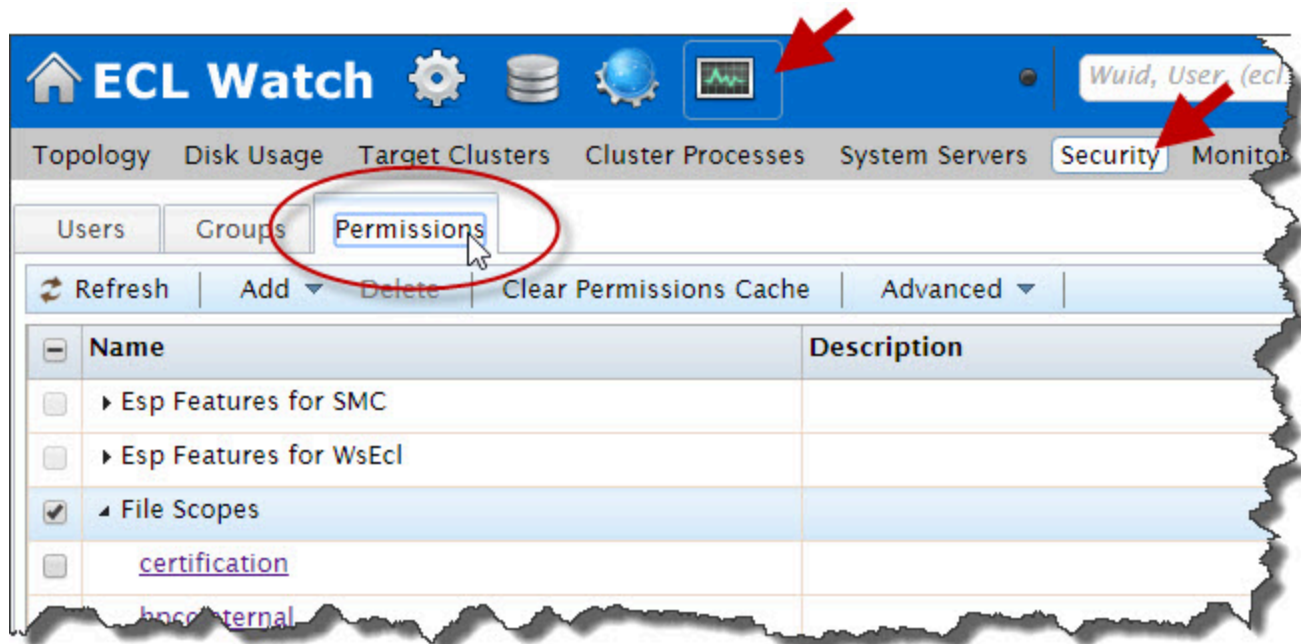 ECL Watch Wuid, User, (ecl
Topology Disk Usage Target Clusters Cluster Processes System Servers Security Monitor
Users Groups Permissions
Refresh Add Delete Clear Permissions Cache Advanced
Name Description
Esp Features for SMC
Esp Features for WsEcl
File Scopes
certification